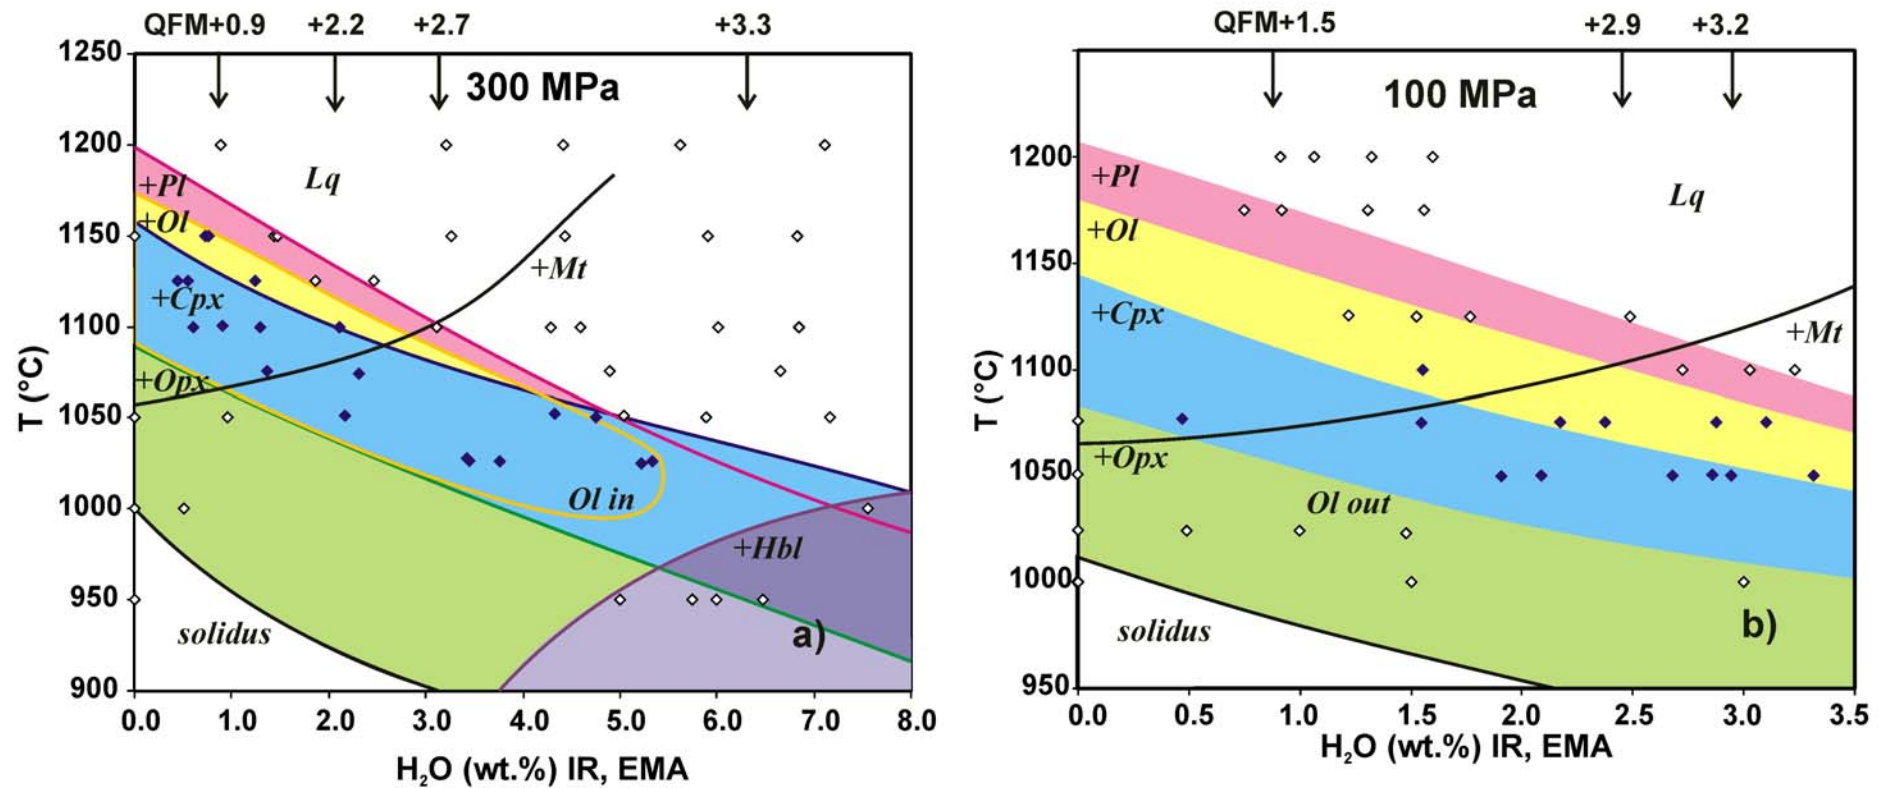 QFM+0.9 +2.2 +2.7 +3.3
300 MPa
1250
1200
1150
1100
1050
1000
950
900
T (°C)
+Pl
Lq
+Ol
+Mt
+Cpx
+Opx
Ol in
+Hbl
solidus
a)
0.0 1.0 2.0 3.0 4.0 5.0 6.0 7.0 8.0
H₂O (wt.%) IR, EMA
QFM+1.5 +2.9 +3.2
100 MPa
1200
1150
1100
1050
1000
950
T (°C)
+Pl
Lq
+Ol
+Cpx
+Mt
+Opx
Ol out
solidus
b)
0.0 0.5 1.0 1.5 2.0 2.5 3.0 3.5
H₂O (wt.%) IR, EMA